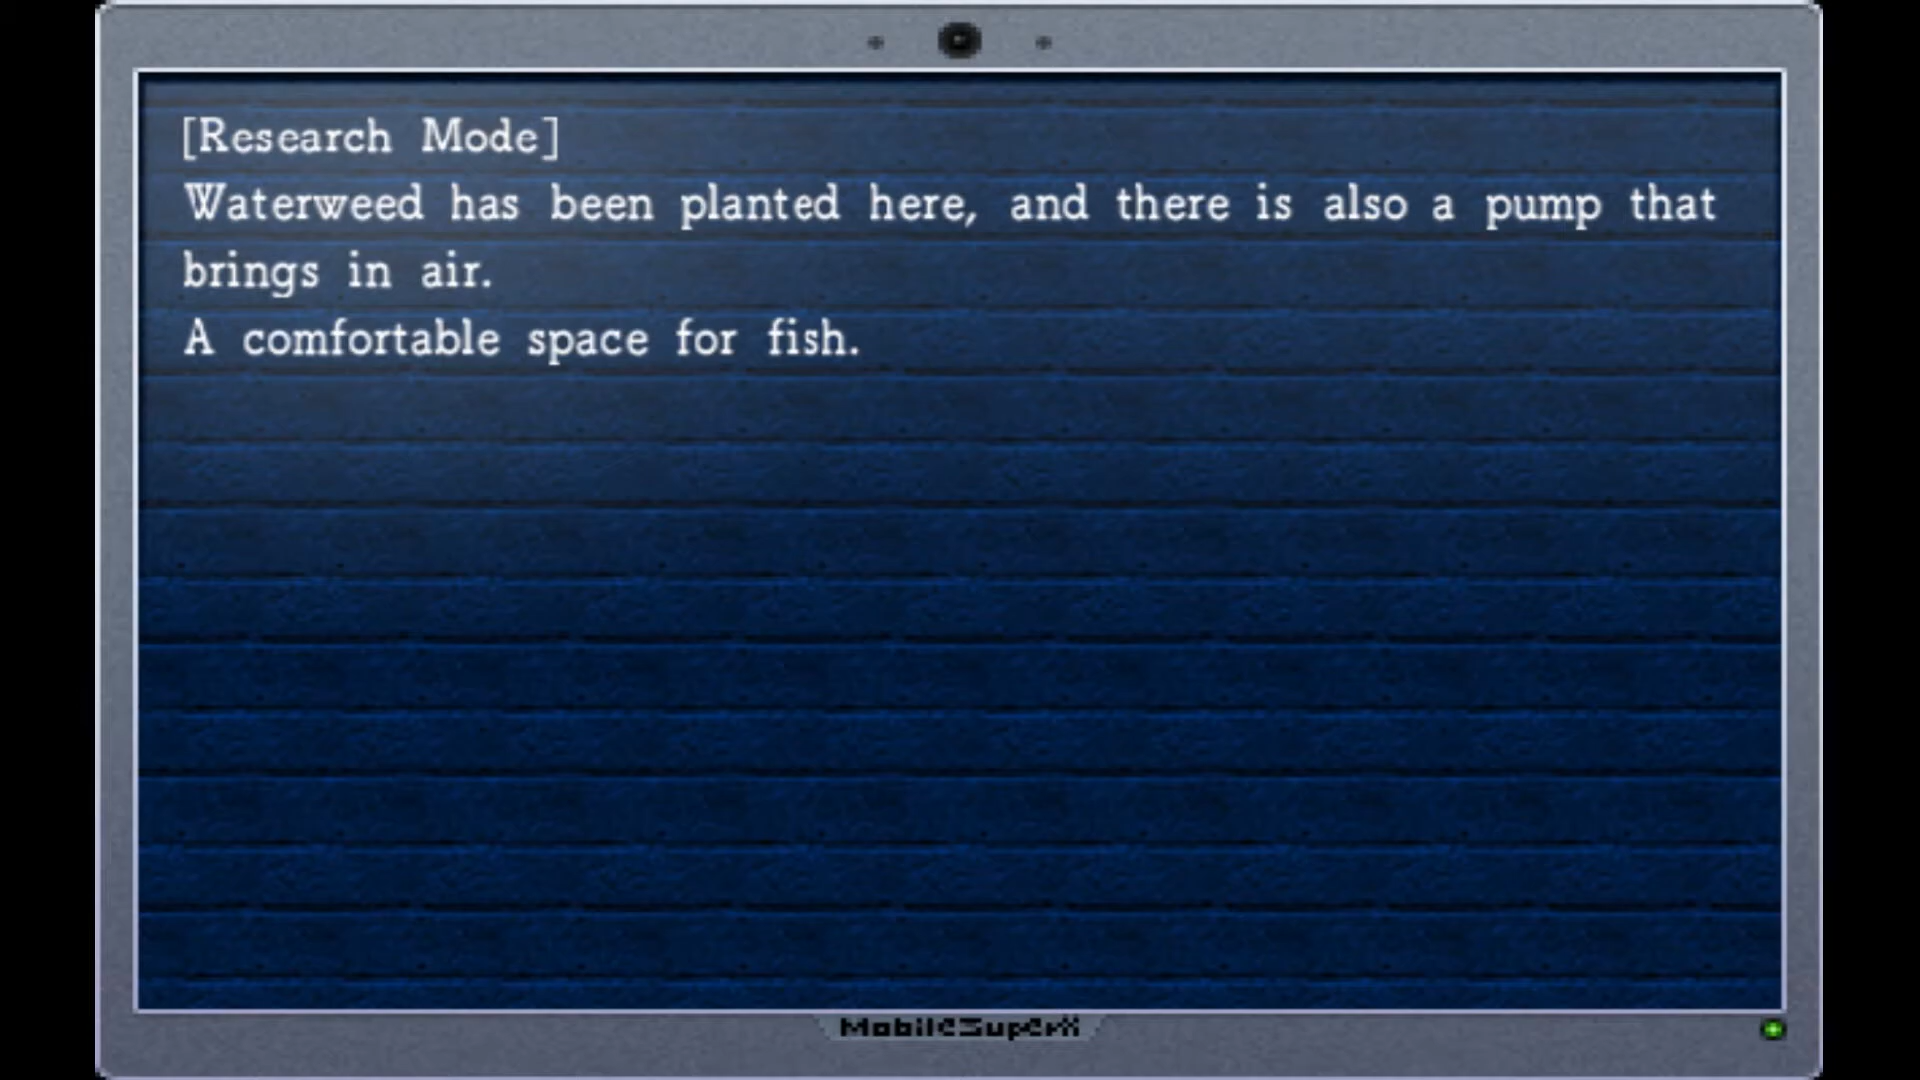 [Research Mode]
Waterweed has been planted here, and there is also a pump that
brings in air.
A comfortable space for fish.
MobileSuperX